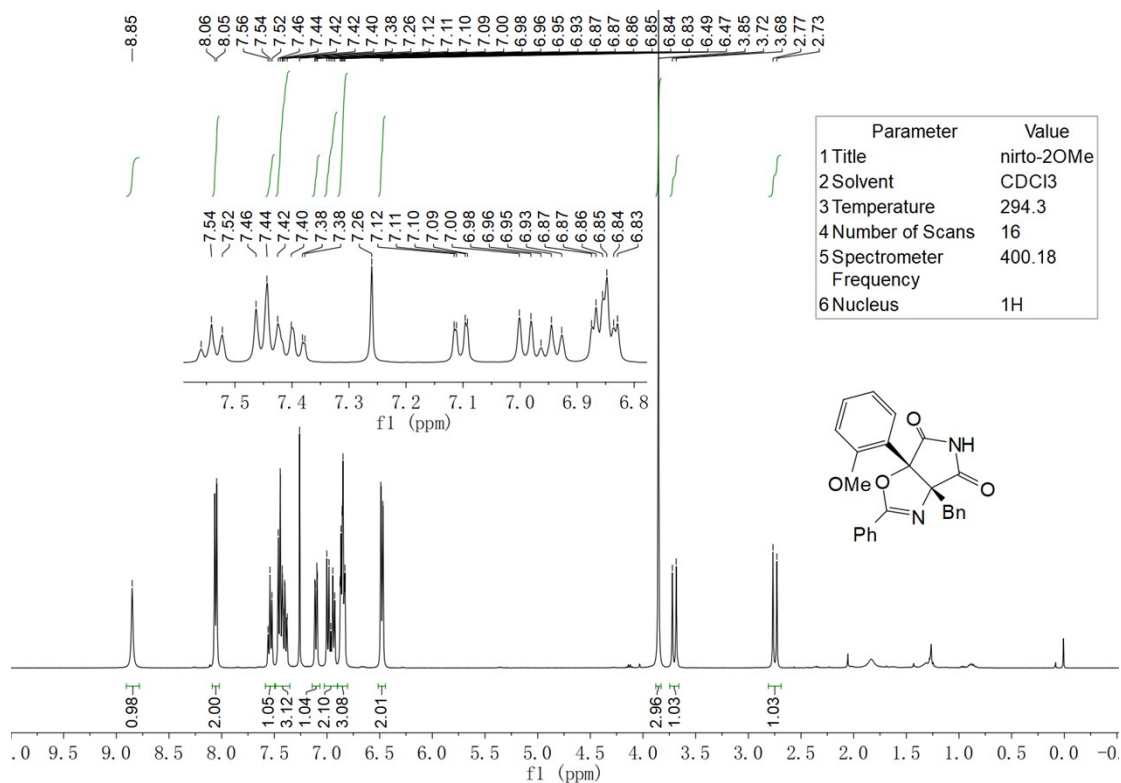 8.85 8.06 8.05 7.56 7.54 7.52 7.46 7.44 7.42 7.42 7.40 7.38 7.26 7.12 7.11 7.10 7.09 7.00 6.98 6.96 6.95 6.93 6.87 6.87 6.86 6.85 6.84 6.83 6.49 6.47 3.85 3.72 3.68 2.77 2.73
Parameter Value
1 Title nirto-2OMe
2 Solvent CDCl3
3 Temperature 294.3
4 Number of Scans 16
5 Spectrometer Frequency 400.18
6 Nucleus 1H
7.54 7.52 7.46 7.44 7.42 7.40 7.38 7.38 7.26 7.12 7.11 7.10 7.09 7.00 6.98 6.96 6.95 6.93 6.87 6.87 6.86 6.85 6.84 6.83
7.5 7.4 7.3 7.2 7.1 7.0 6.9 6.8
f1 (ppm)
O
NH
OMe
O
O
N
Bn
Ph
0.98 2.00 1.05 3.12 1.04 2.10 3.08 2.01 2.96 1.03 1.03
.0 9.5 9.0 8.5 8.0 7.5 7.0 6.5 6.0 5.5 5.0 4.5 4.0 3.5 3.0 2.5 2.0 1.5 1.0 0.5 0.0 -0.
f1 (ppm)